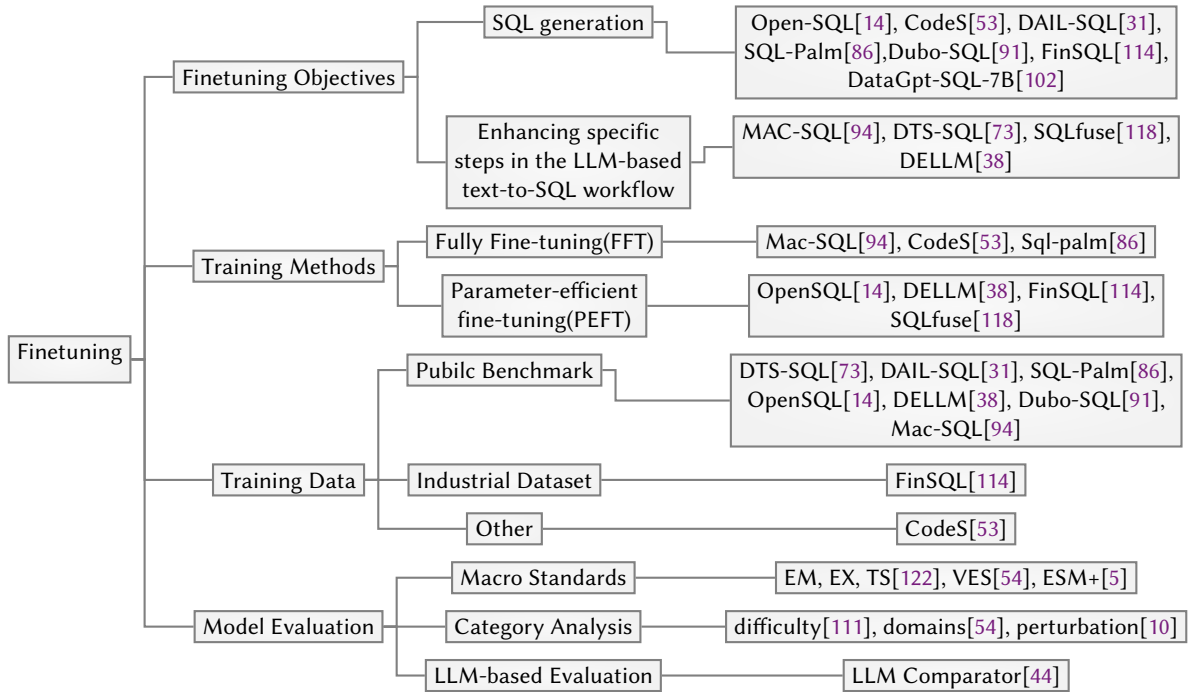 SQL generation
Open-SQL[14], CodeS[53], DAIL-SQL[31],
SQL-Palm[86],Dubo-SQL[91], FinSQL[114],
DataGpt-SQL-7B[102]
Finetuning Objectives
Enhancing specific
steps in the LLM-based
text-to-SQL workflow
MAC-SQL[94], DTS-SQL[73], SQLfuse[118],
DELLM[38]
Fully Fine-tuning(FFT)
Mac-SQL[94], CodeS[53], Sql-palm[86]
Training Methods
Parameter-efficient
fine-tuning(PEFT)
OpenSQL[14], DELLM[38], FinSQL[114],
SQLfuse[118]
Finetuning
Pubilc Benchmark
DTS-SQL[73], DAIL-SQL[31], SQL-Palm[86],
OpenSQL[14], DELLM[38], Dubo-SQL[91],
Mac-SQL[94]
Training Data
Industrial Dataset
FinSQL[114]
Other
CodeS[53]
Macro Standards
EM, EX, TS[122], VES[54], ESM+[5]
Model Evaluation
Category Analysis
difficulty[111], domains[54], perturbation[10]
LLM-based Evaluation
LLM Comparator[44]